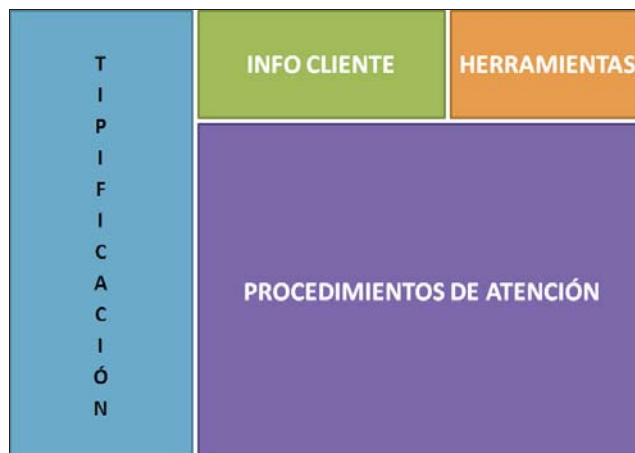 TIPIFICACIÓN
INFO CLIENTE
HERRAMIENTAS
PROCEDIMIENTOS DE ATENCIÓN